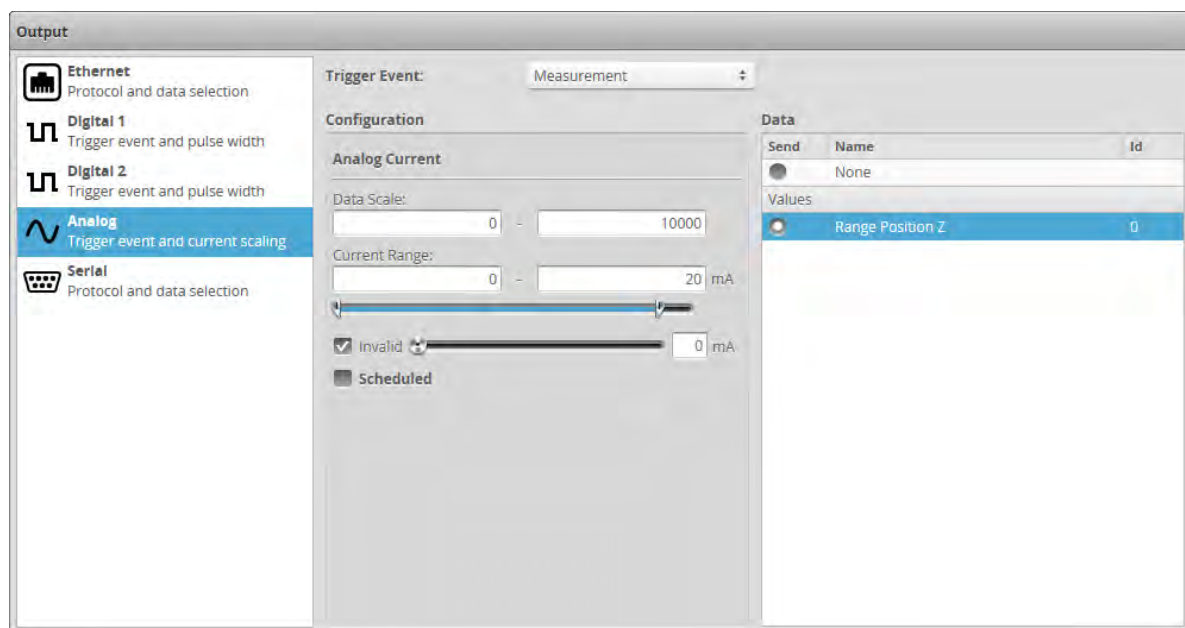 Output
Ethernet
Protocol and data selection
Digital 1
Trigger event and pulse width
Digital 2
Trigger event and pulse width
Analog
Trigger event and current scaling
Serial
Protocol and data selection
Trigger Event: Measurement
Configuration
Analog Current
Data Scale:
0 - 10000
Current Range:
0 - 20 mA
Invalid 0 mA
Scheduled
Data
Send Name Id
None
Values
Range Position Z 0